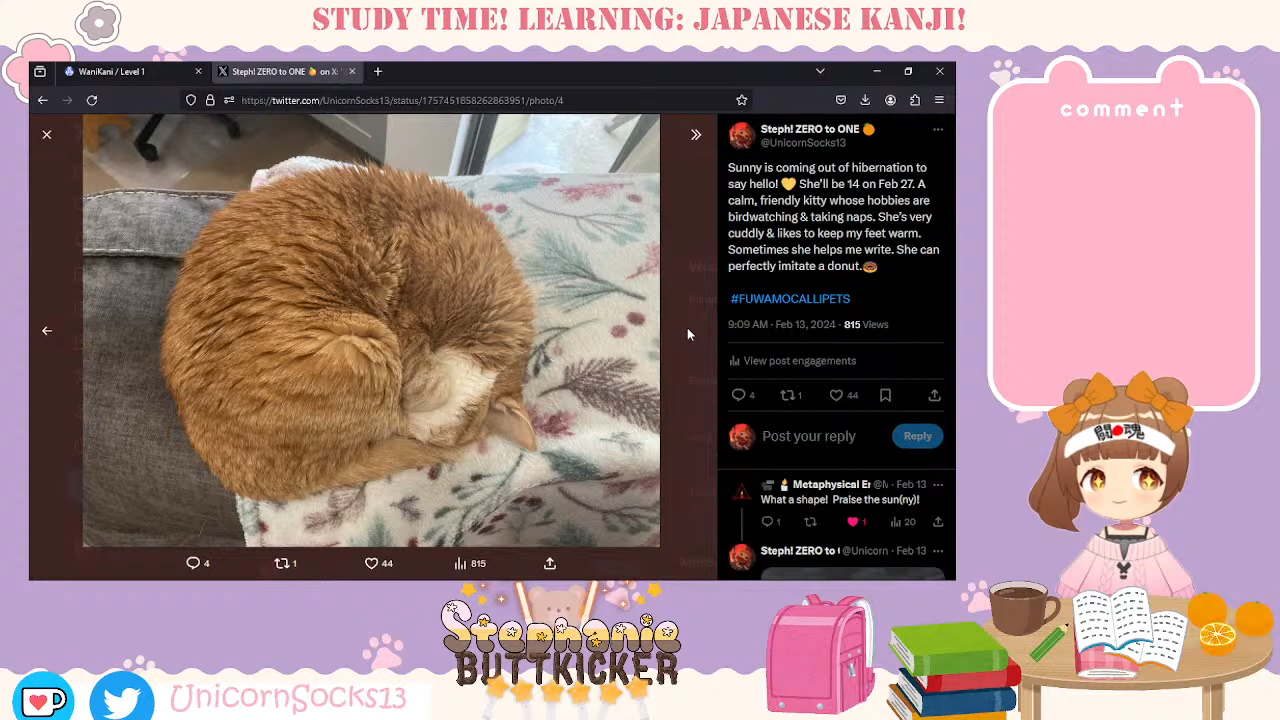 STUDY TIME! LEARNING: JAPANESE KANJI!
WaniKani / Level 1
Steph! ZERO to ONE 🍊 on X: "S
https://twitter.com/UnicornSocks13/status/1757451858262863951/photo/4
comment
Steph! ZERO to ONE 🍊
@UnicornSocks13
Sunny is coming out of hibernation to
say hello! 💛 She'll be 14 on Feb 27. A
calm, friendly kitty whose hobbies are
birdwatching & taking naps. She's very
cuddly & likes to keep my feet warm.
Sometimes she helps me write. She can
perfectly imitate a donut.🍩
#FUWAMOCALLIPETS
9:09 AM · Feb 13, 2024 · 815 Views
View post engagements
4 1 44
Post your reply
Reply
Metaphysical Er @M · Feb 13
What a shape! Praise the sun(ny)!
1 1 20
Steph! ZERO to ( @Unicorn · Feb 13
4 1 44 815
闘魂
Stephanie
BUTTKICKER
UnicornSocks13